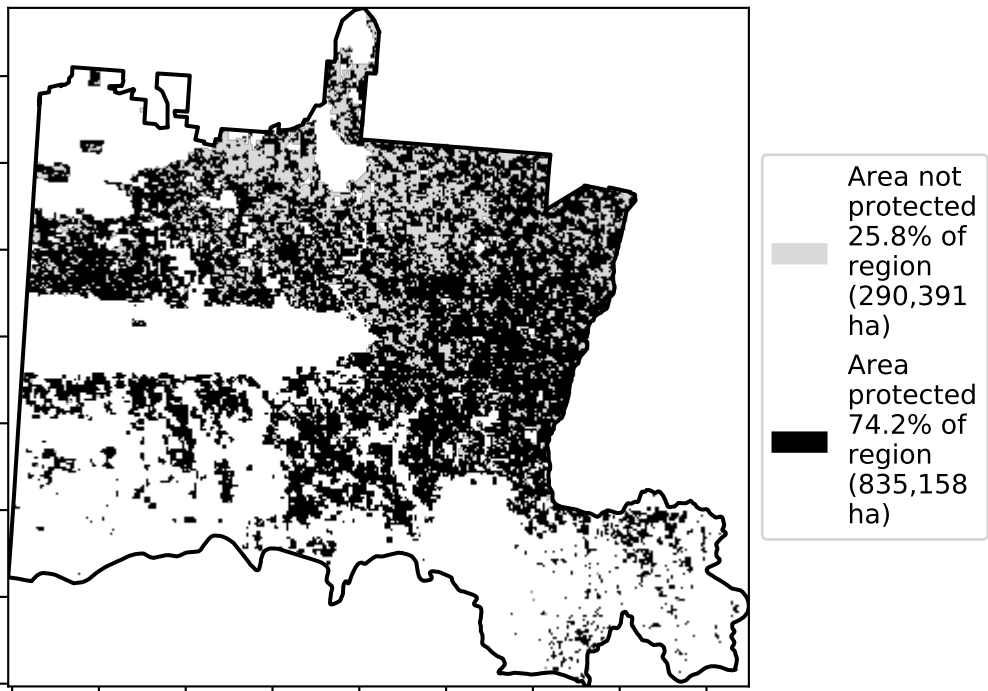 Area not
protected
25.8% of
region
(290,391
ha)
Area
protected
74.2% of
region
(835,158
ha)